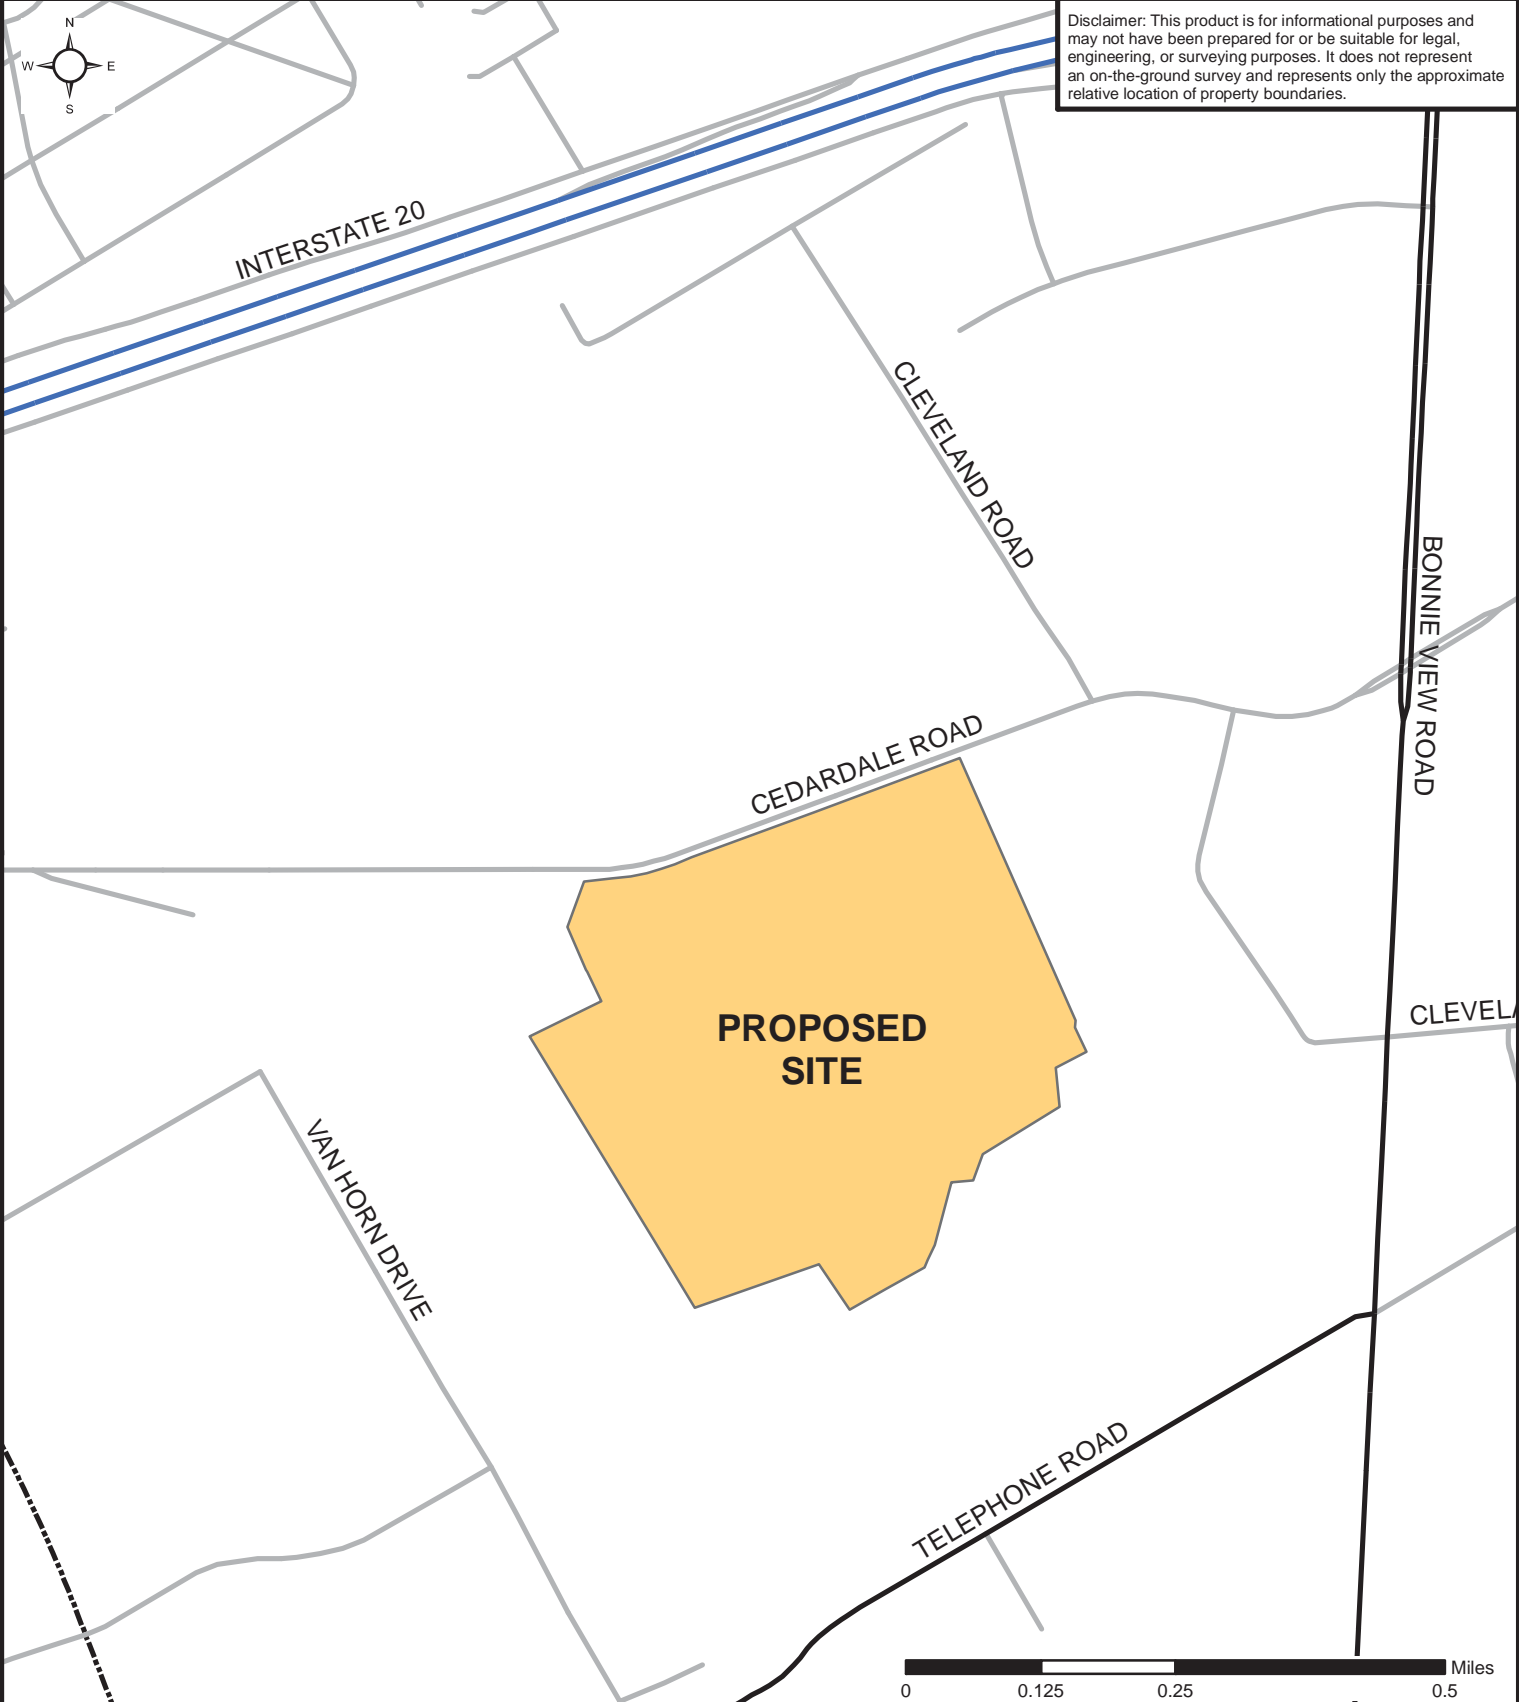 N
W E
S
Disclaimer: This product is for informational purposes and
may not have been prepared for or be suitable for legal,
engineering, or surveying purposes. It does not represent
an on-the-ground survey and represents only the approximate
relative location of property boundaries.
INTERSTATE 20
CLEVELAND ROAD
BONNIE VIEW ROAD
CEDARDALE ROAD
CLEVELA
PROPOSED
SITE
VAN HORN DRIVE
TELEPHONE ROAD
Miles
0 0.125 0.25 0.5